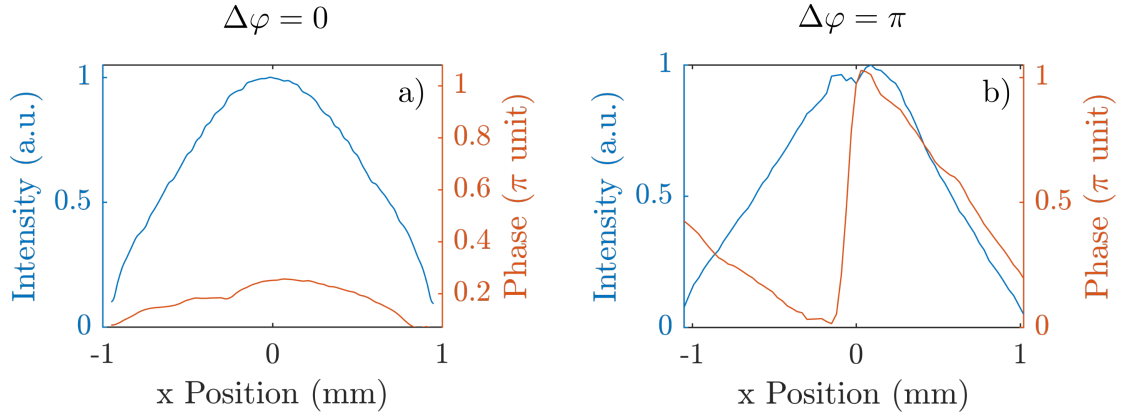 Δφ = 0
a)
1
0.5
0
Intensity (a.u.)
1
0.8
0.6
0.4
0.2
Phase (π unit)
-1
0
1
x Position (mm)
Δφ = π
b)
1
0.5
0
Intensity (a.u.)
1
0.5
0
Phase (π unit)
-1
0
1
x Position (mm)